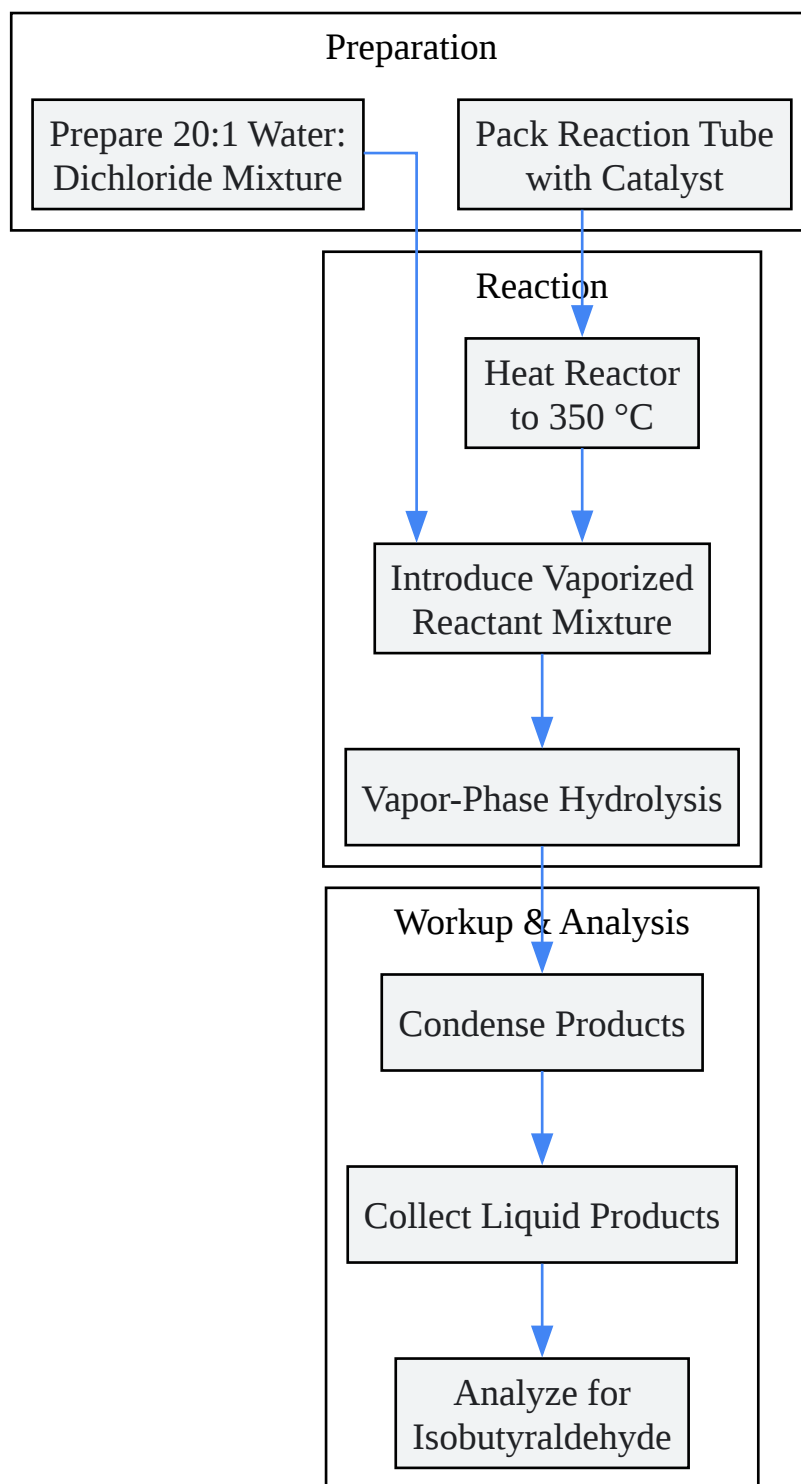 Preparation
Prepare 20:1 Water:
Dichloride Mixture
Pack Reaction Tube
with Catalyst
Reaction
Heat Reactor
to 350 °C
Introduce Vaporized
Reactant Mixture
Vapor-Phase Hydrolysis
Workup & Analysis
Condense Products
Collect Liquid Products
Analyze for
Isobutyraldehyde